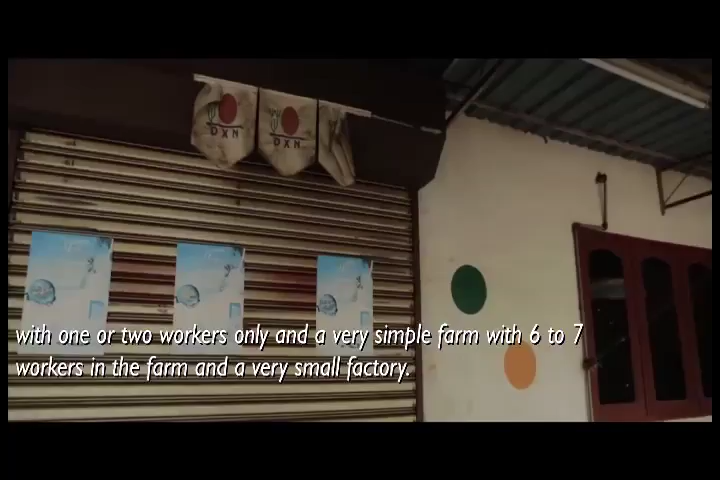 DXN
DXN
with one or two workers only and a very simple farm with 6 to 7
workers in the farm and a very small factory.